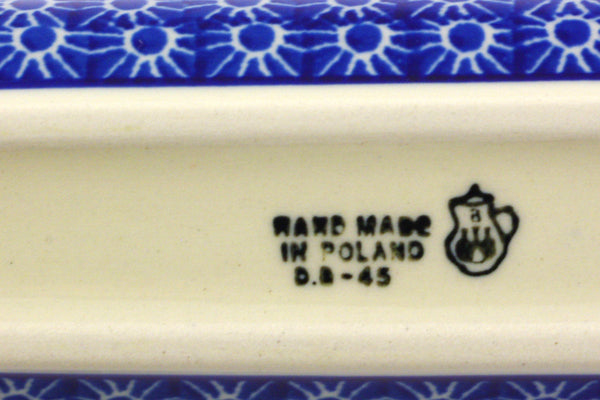 HAND MADE
IN POLAND
D.B-45
B